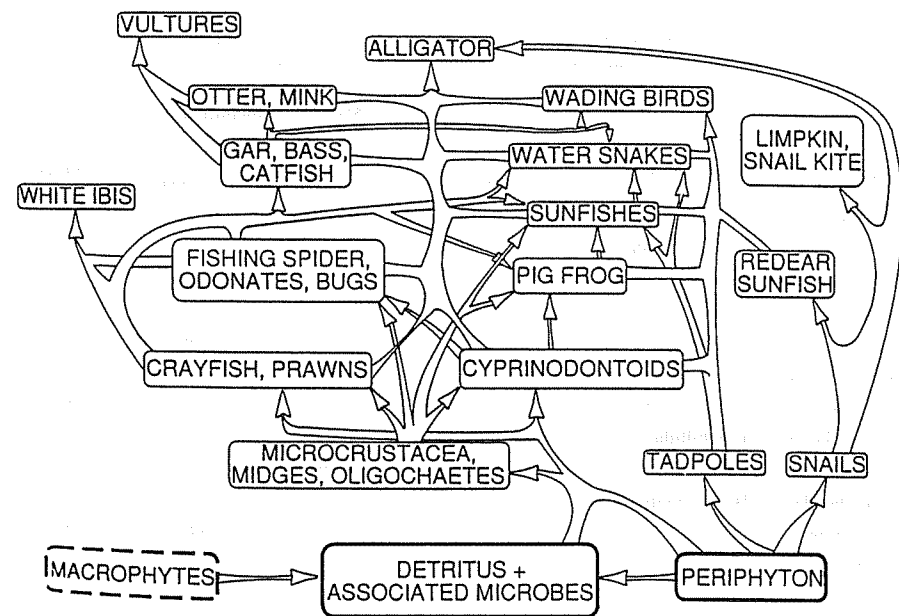 VULTURES
ALLIGATOR
OTTER, MINK
WADING BIRDS
GAR, BASS,
CATFISH
WATER SNAKES
LIMPKIN,
SNAIL KITE
WHITE IBIS
SUNFISHES
FISHING SPIDER,
ODONATES, BUGS
PIG FROG
REDEAR
SUNFISH
CRAYFISH, PRAWNS
CYPRINODONTOIDS
MICROCRUSTACEA,
MIDGES, OLIGOCHAETES
TADPOLES
SNAILS
MACROPHYTES
DETRITUS +
ASSOCIATED MICROBES
PERIPHYTON